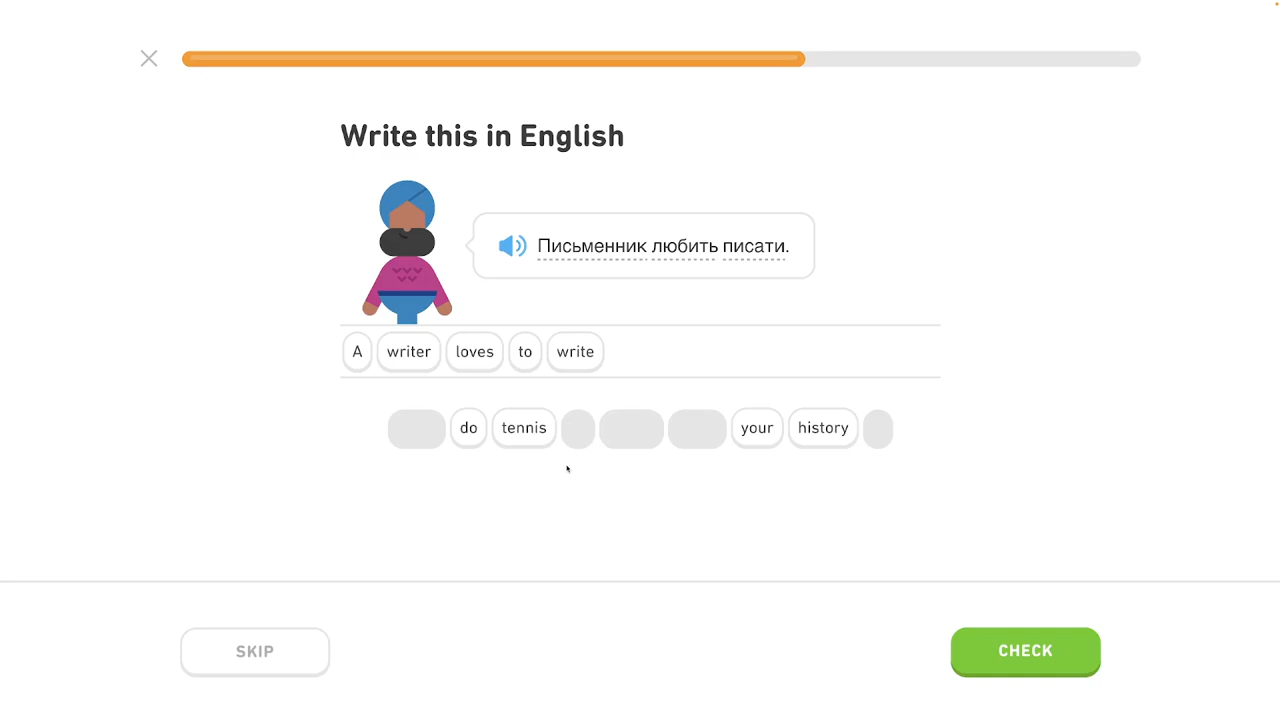 Write this in English
Письменник любить писати.
A writer loves to write
do tennis your history
SKIP CHECK